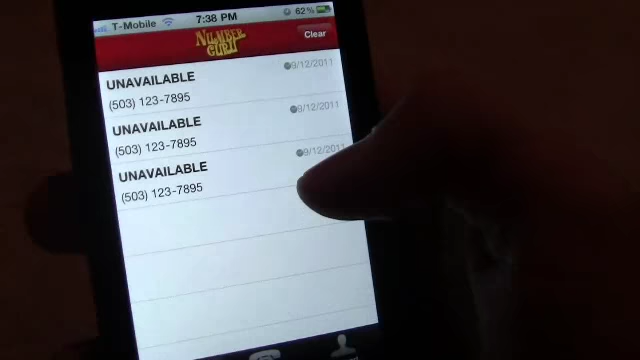 T-Mobile 7:38 PM 62%
NUMBER GURU
Clear
UNAVAILABLE 9/12/2011
(503) 123-7895
UNAVAILABLE 9/12/2011
(503) 123-7895
UNAVAILABLE 9/12/2011
(503) 123-7895